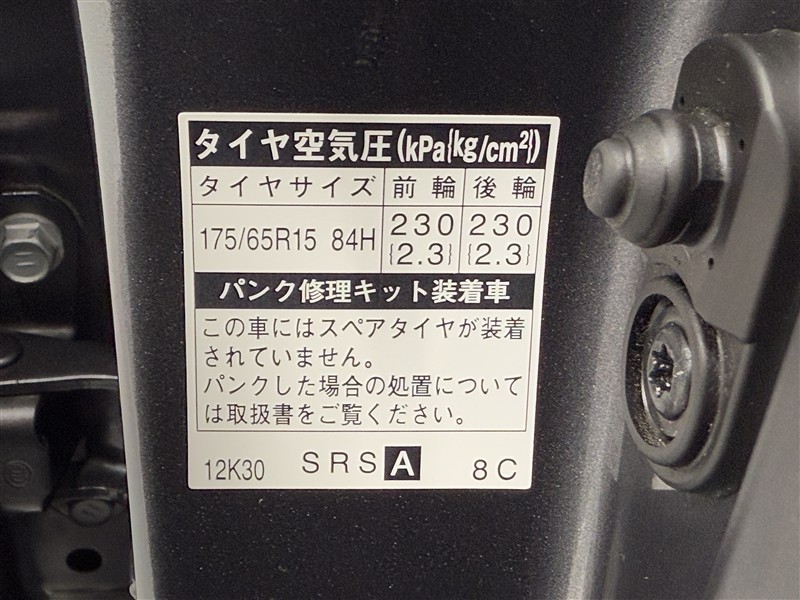 タイヤ空気圧(kPa{kg/cm²})
タイヤサイズ 前輪 後輪
175/65R15 84H 230 230
{2.3} {2.3}
パンク修理キット装着車
この車にはスペアタイヤが装着
されていません。
パンクした場合の処置について
は取扱書をご覧ください。
12K30 SRS A 8C